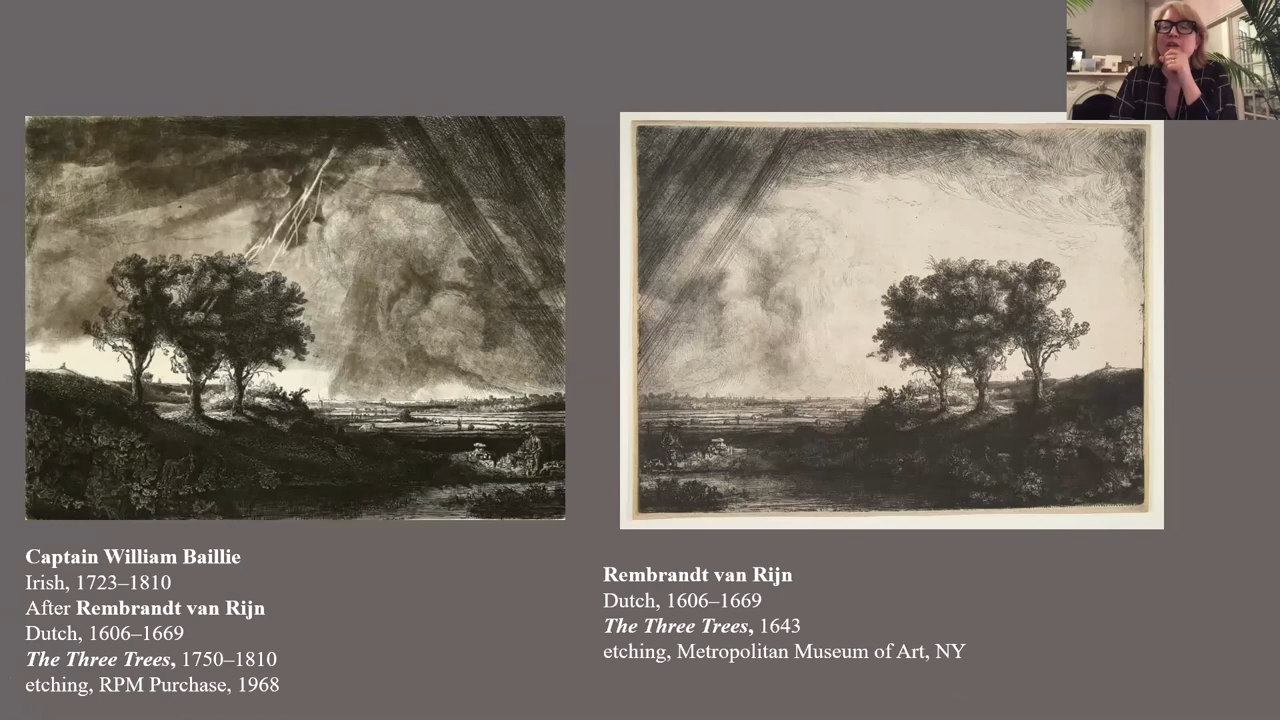 Captain William Baillie
Irish, 1723–1810
After Rembrandt van Rijn
Dutch, 1606–1669
The Three Trees, 1750–1810
etching, RPM Purchase, 1968
Rembrandt van Rijn
Dutch, 1606–1669
The Three Trees, 1643
etching, Metropolitan Museum of Art, NY